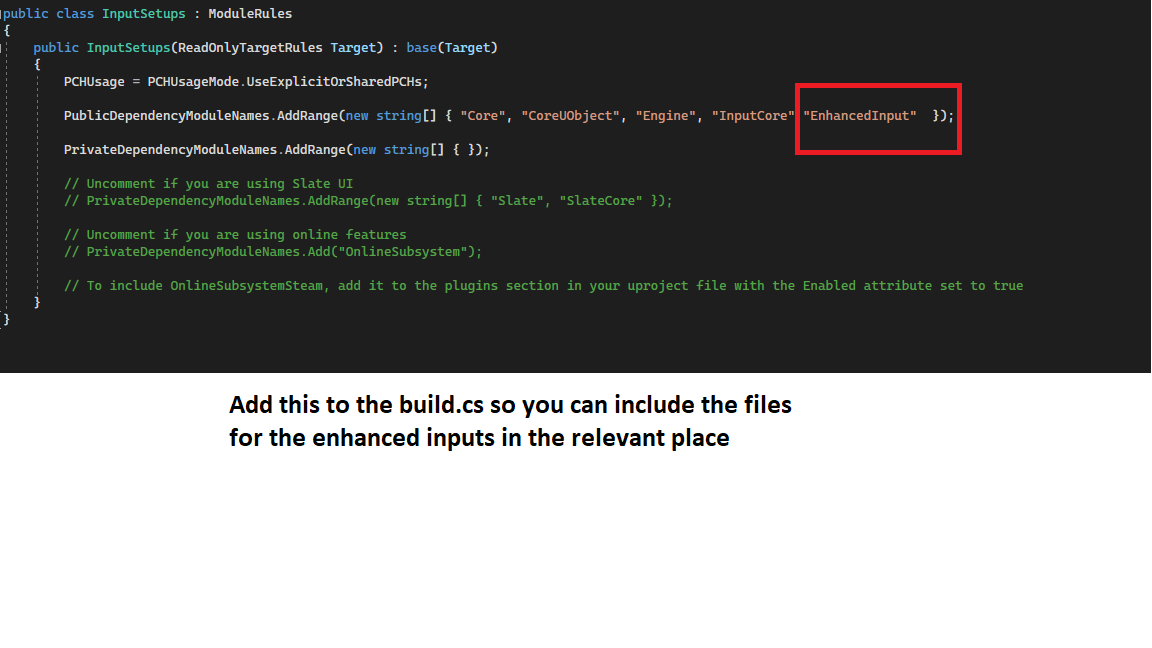 public class InputSetups : ModuleRules
{
public InputSetups(ReadOnlyTargetRules Target) : base(Target)
{
PCHUsage = PCHUsageMode.UseExplicitOrSharedPCHs;
PublicDependencyModuleNames.AddRange(new string[] { "Core", "CoreUObject", "Engine", "InputCore" "EnhancedInput" });
PrivateDependencyModuleNames.AddRange(new string[] { });
// Uncomment if you are using Slate UI
// PrivateDependencyModuleNames.AddRange(new string[] { "Slate", "SlateCore" });
// Uncomment if you are using online features
// PrivateDependencyModuleNames.Add("OnlineSubsystem");
// To include OnlineSubsystemSteam, add it to the plugins section in your uproject file with the Enabled attribute set to true
}
}
Add this to the build.cs so you can include the files
for the enhanced inputs in the relevant place